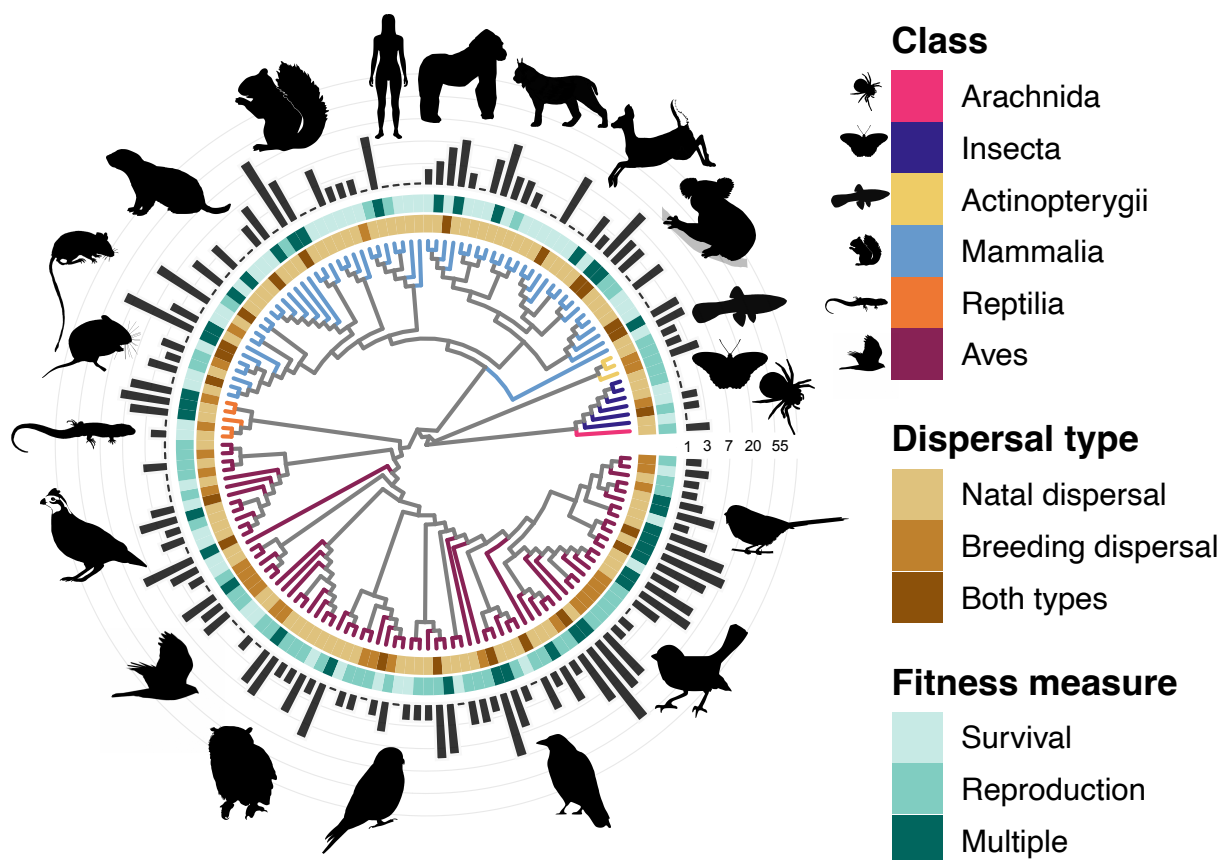 Class
Arachnida
Insecta
Actinopterygii
Mammalia
Reptilia
Aves
1 3 7 20 55
Dispersal type
Natal dispersal
Breeding dispersal
Both types
Fitness measure
Survival
Reproduction
Multiple